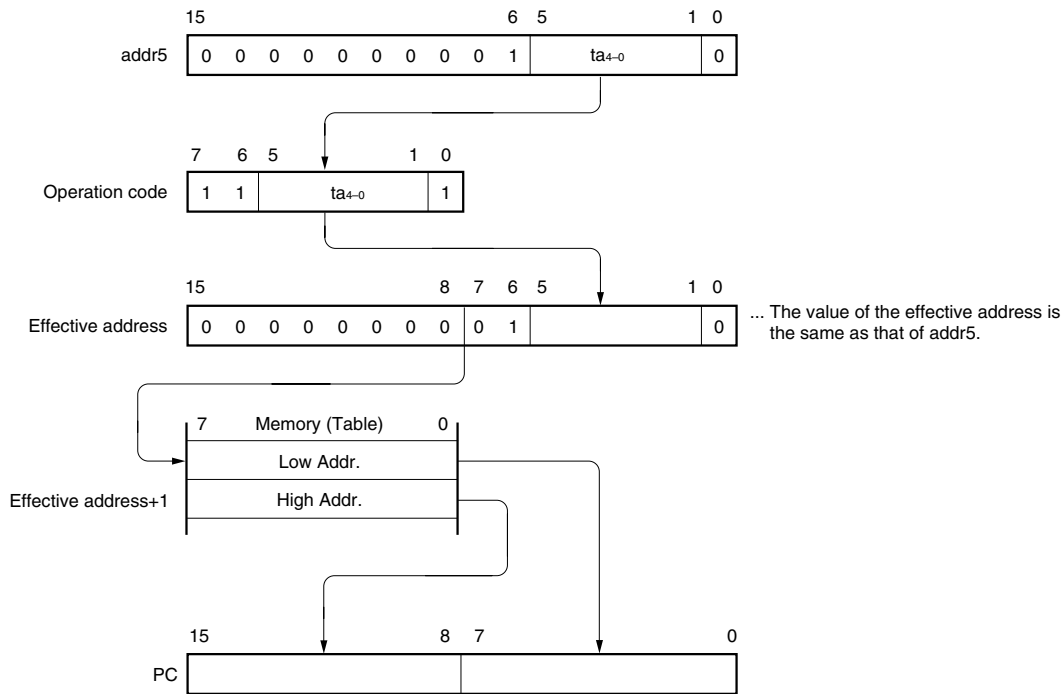 15 6 5 1 0
addr5 0 0 0 0 0 0 0 0 0 1 ta4–0 0
7 6 5 1 0
Operation code 1 1 ta4–0 1
15 8 7 6 5 1 0
Effective address 0 0 0 0 0 0 0 0 0 1 0 ... The value of the effective address is
the same as that of addr5.
7 Memory (Table) 0
Low Addr.
Effective address+1 High Addr.
15 8 7 0
PC